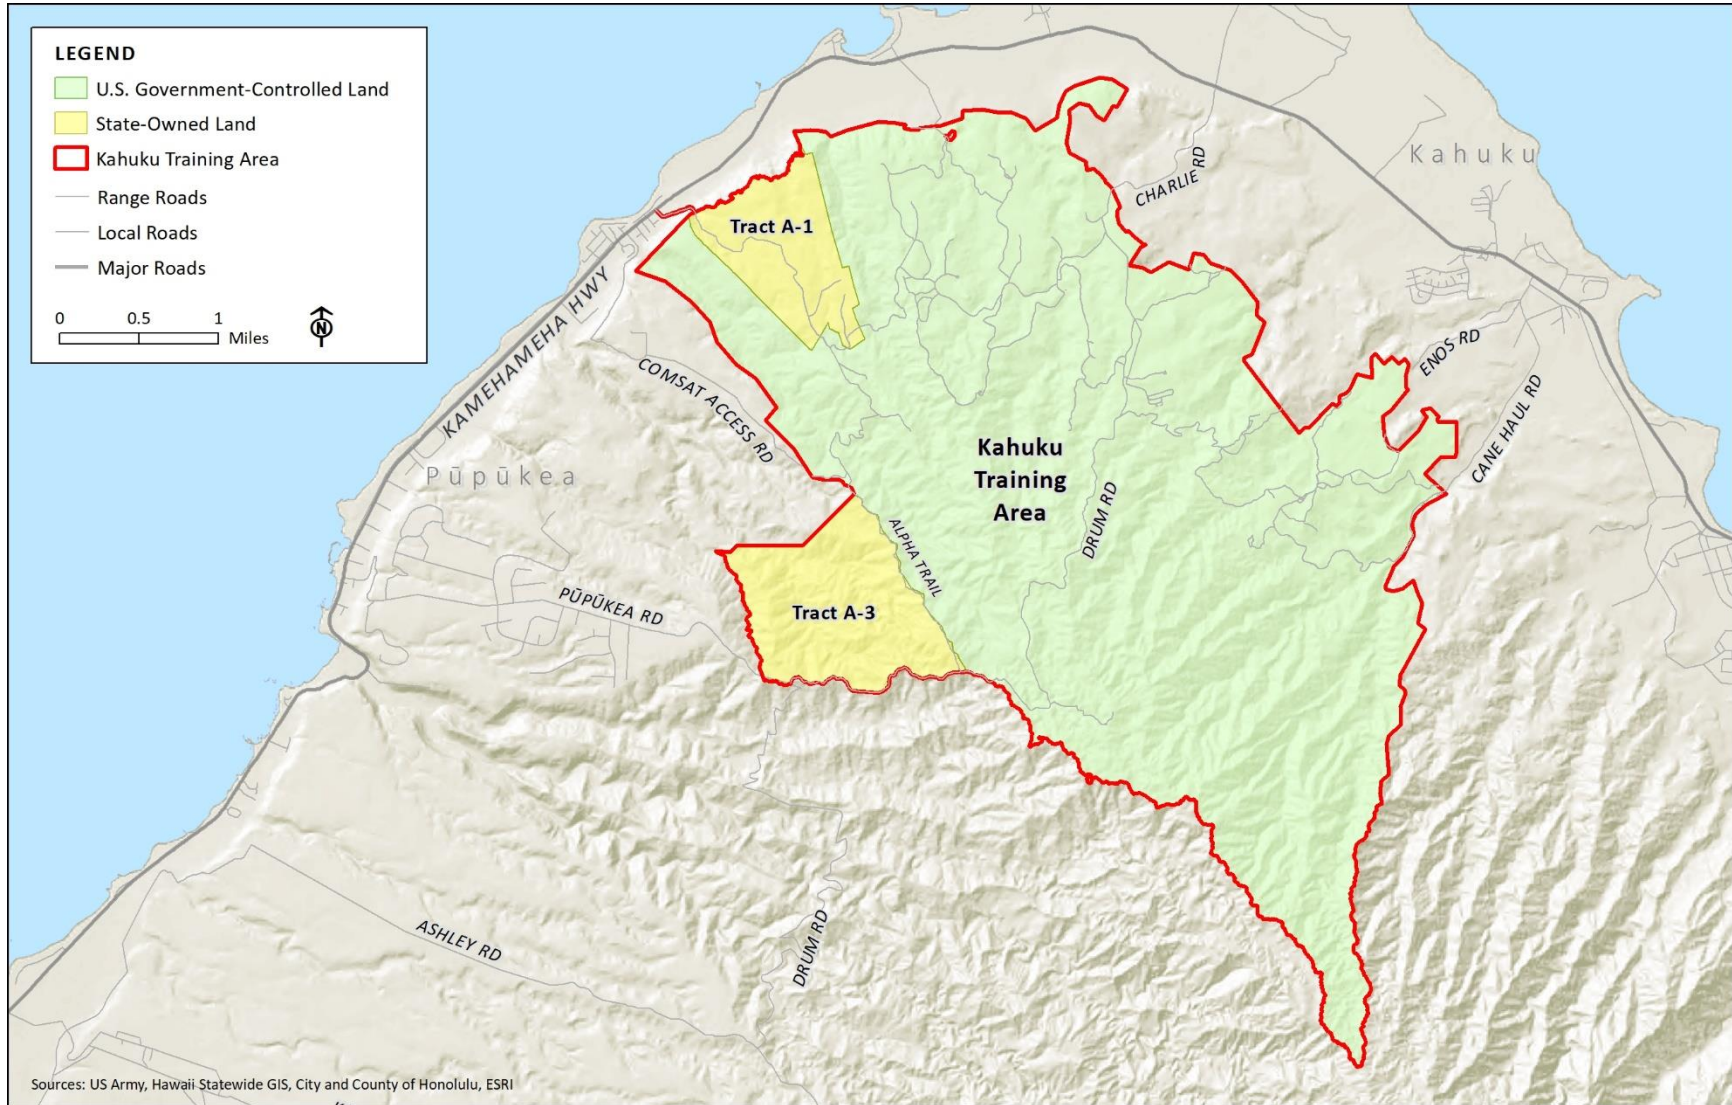 LEGEND
U.S. Government-Controlled Land
State-Owned Land
Kahuku Training Area
Range Roads
Local Roads
Major Roads
0 0.5 1
Miles
N
Kahuku
CHARLIE RD
Tract A-1
KAMEHAMEHA HWY
ENOS RD
COMSAT ACCESS RD
CANE HAUL RD
Pūpūkea
Kahuku
Training
Area
DRUM RD
ALPHA TRAIL
PŪPŪKEA RD
Tract A-3
ASHLEY RD
DRUM RD
Sources: US Army, Hawaii Statewide GIS, City and County of Honolulu, ESRI